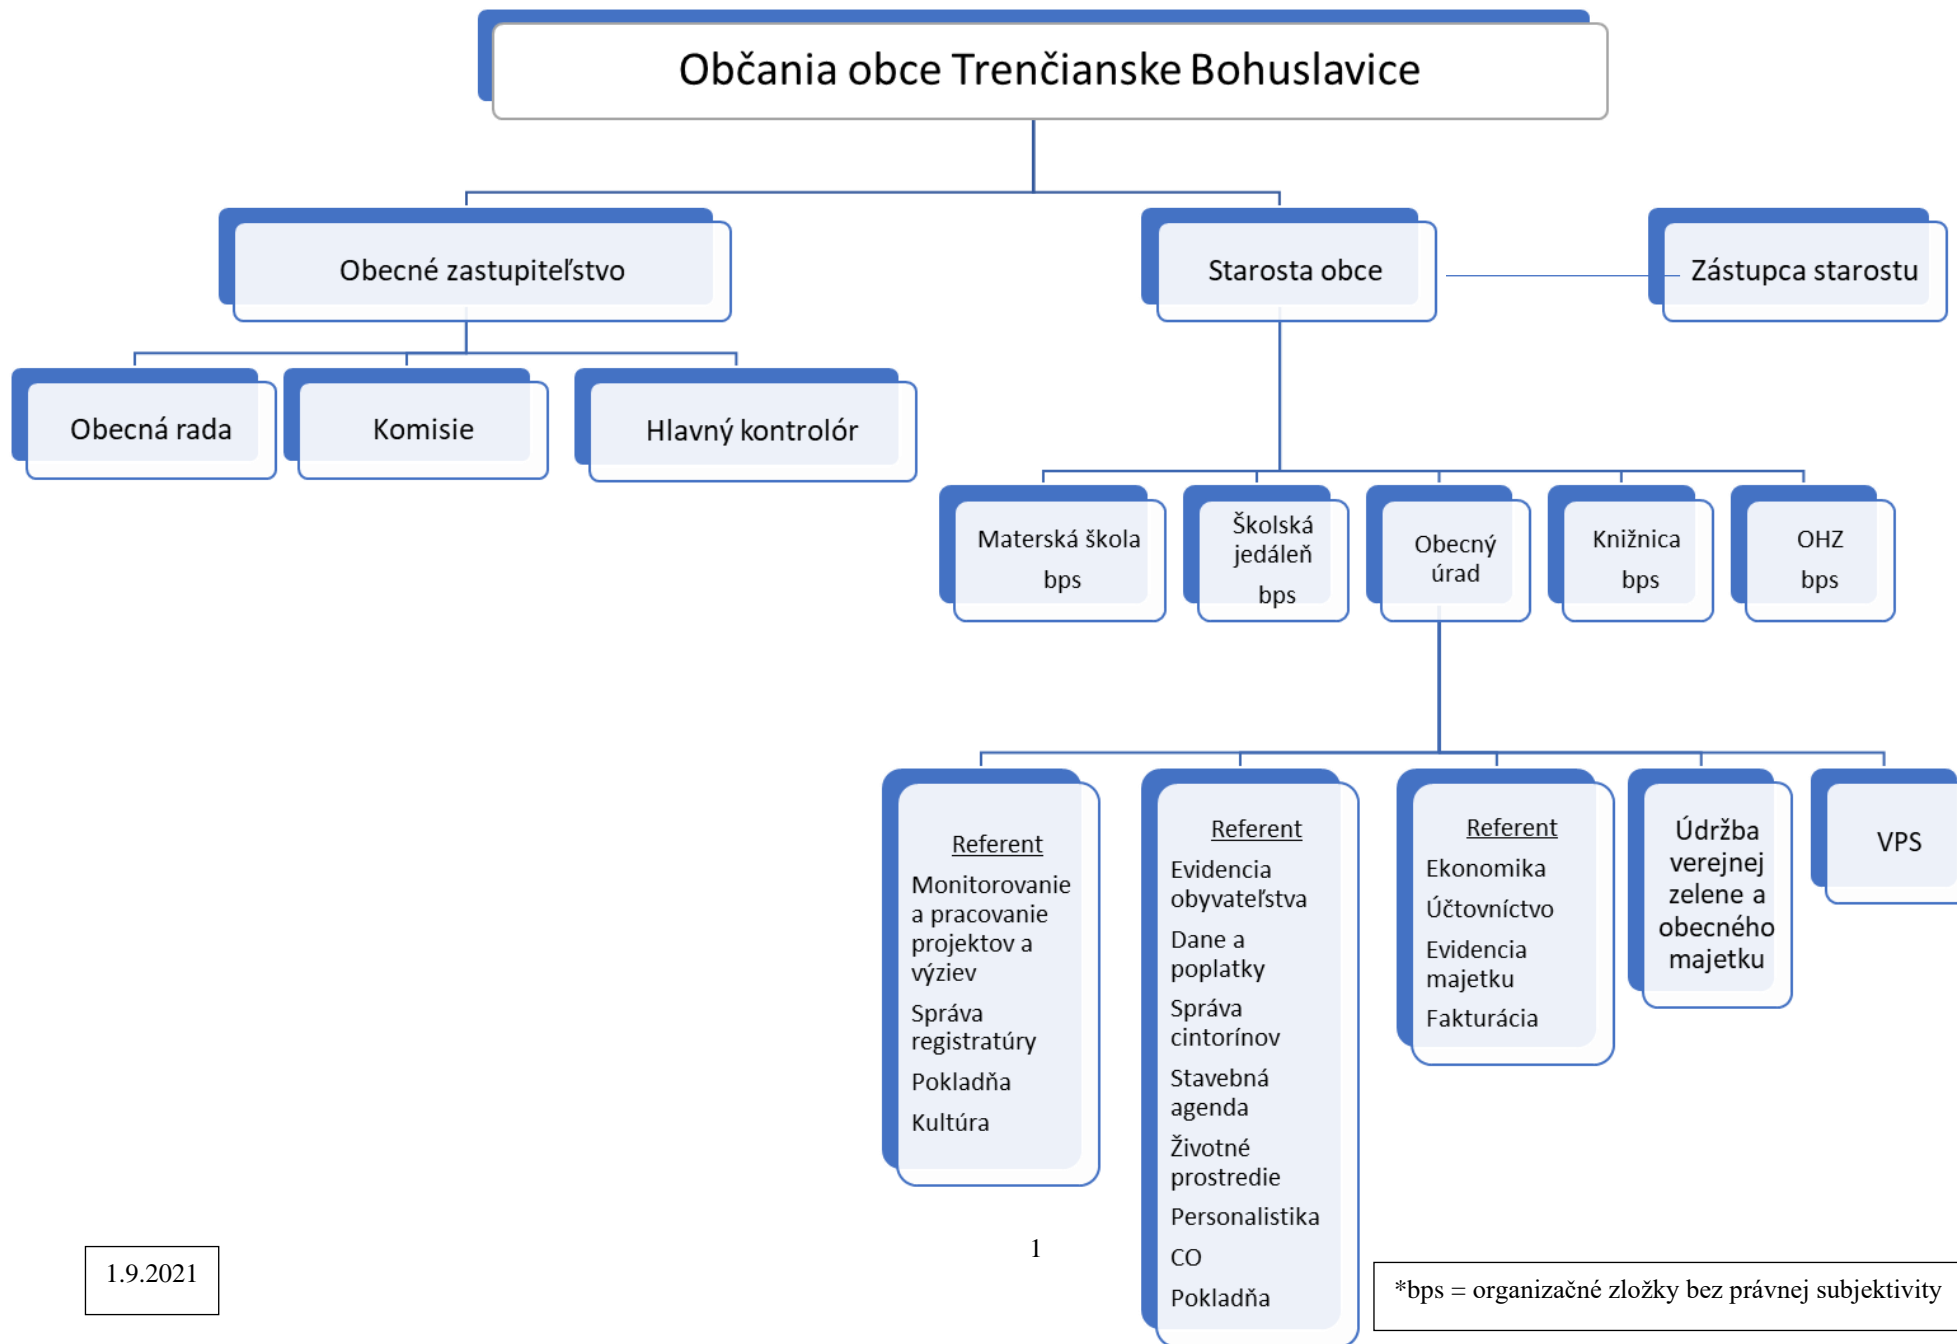 Občania obce Trenčianske Bohuslavice
Obecné zastupiteľstvo
Starosta obce
Zástupca starostu
Obecná rada
Komisie
Hlavný kontrolór
Materská škola
bps
Školská
jedáleň
bps
Obecný
úrad
Knižnica
bps
OHZ
bps
Referent
Monitorovanie
a pracovanie
projektov a
výziev
Správa
registratúry
Pokladňa
Kultúra
Referent
Evidencia
obyvateľstva
Dane a
poplatky
Správa
cintorínov
Stavebná
agenda
Životné
prostredie
Personalistika
CO
Pokladňa
Referent
Ekonomika
Účtovníctvo
Evidencia
majetku
Fakturácia
Údržba
verejnej
zelene a
obecného
majetku
VPS
1.9.2021
1
*bps = organizačné zložky bez právnej subjektivity